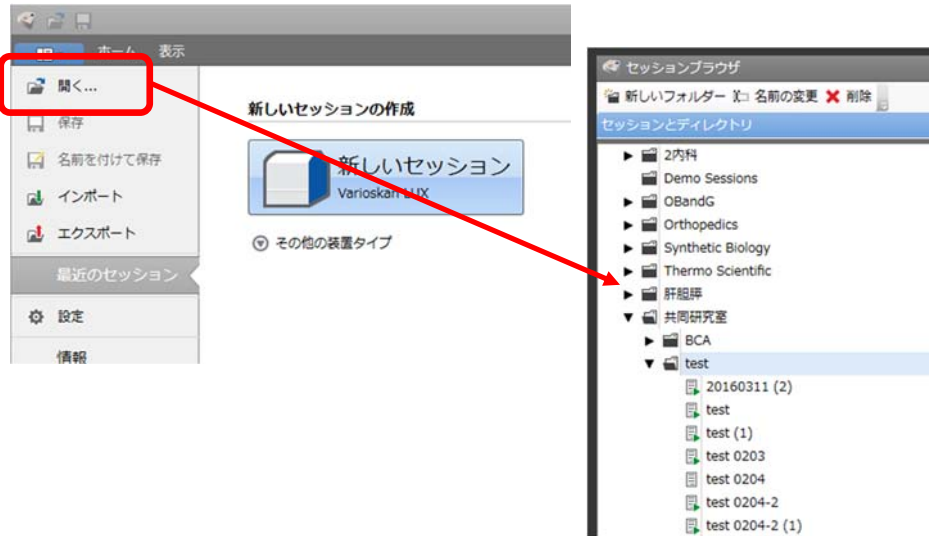 ホーム 表示
開く...
保存
名前を付けて保存
インポート
エクスポート
最近のセッション
設定
情報
新しいセッションの作成
新しいセッション
Varioskan LUX
その他の装置タイプ
セッションブラウザ
新しいフォルダー 名前の変更 削除
セッションとディレクトリ
2内科
Demo Sessions
OBandG
Orthopedics
Synthetic Biology
Thermo Scientific
肝胆膵
共同研究室
BCA
test
20160311 (2)
test
test (1)
test 0203
test 0204
test 0204-2
test 0204-2 (1)